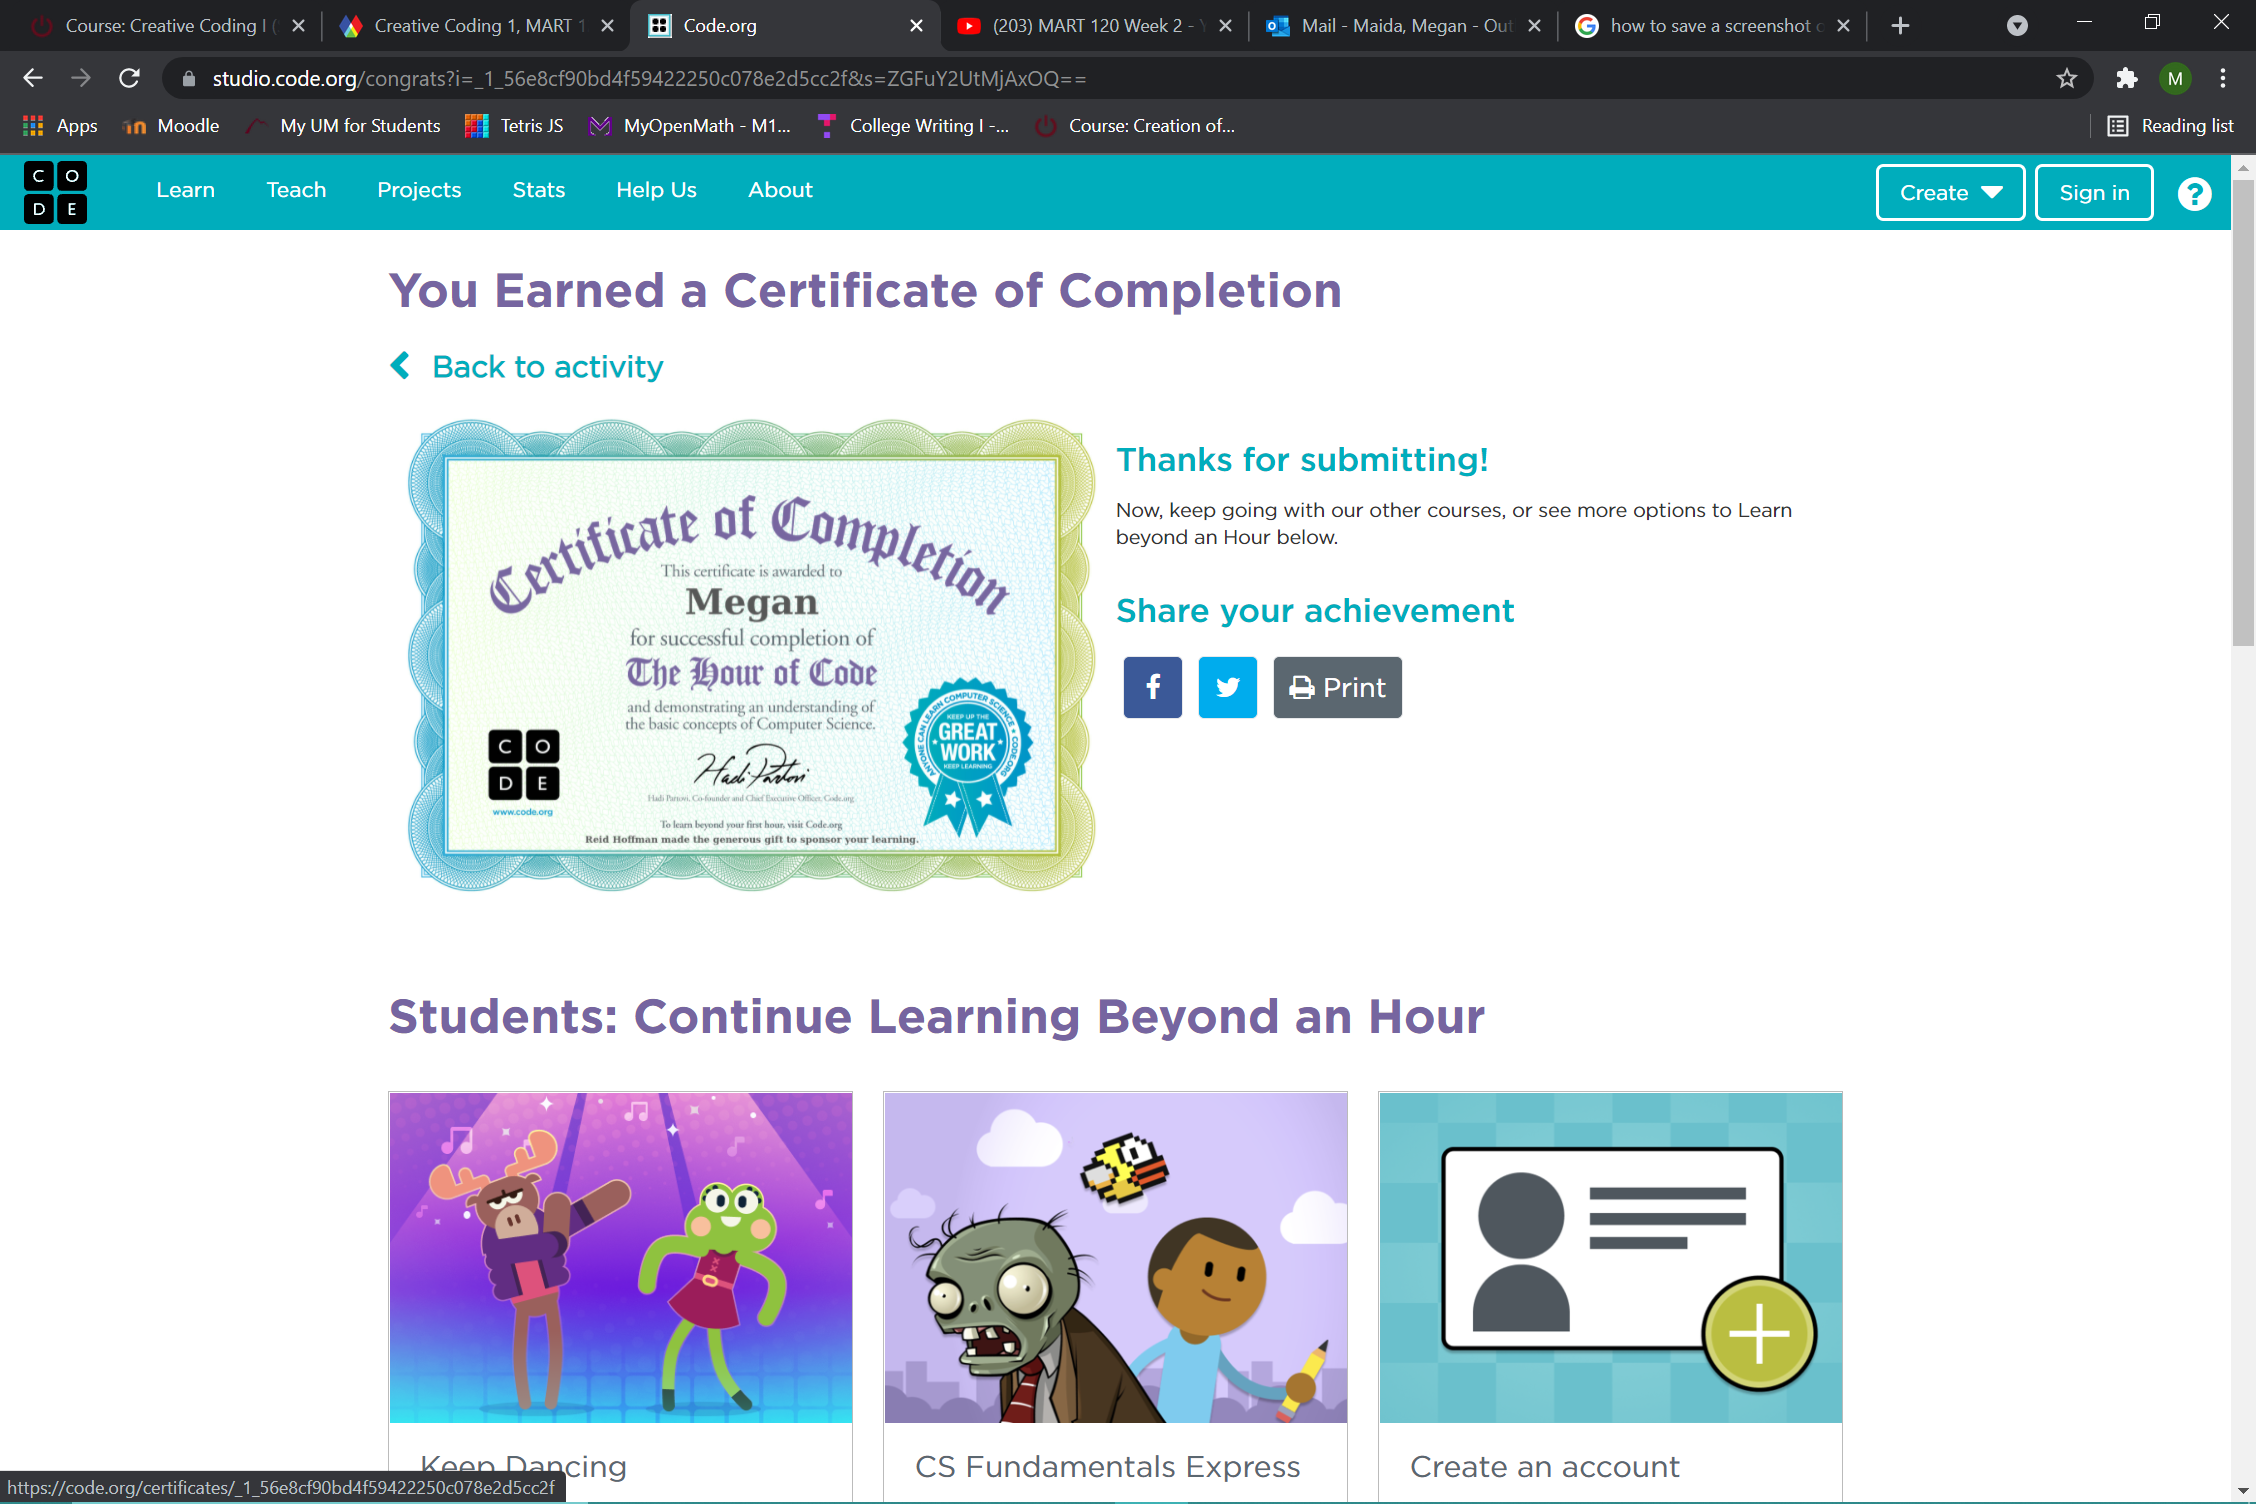 Course: Creative Coding I (
Creative Coding 1, MART 1
Code.org
(203) MART 120 Week 2 - Y
Mail - Maida, Megan - Out
how to save a screenshot o
studio.code.org/congrats?i=_1_56e8cf90bd4f59422250c078e2d5cc2f&s=ZGFuY2UtMjAxOQ==
M
Apps
Moodle
My UM for Students
Tetris JS
MyOpenMath - M1...
College Writing I -...
Course: Creation of...
Reading list
C O
D E
Learn
Teach
Projects
Stats
Help Us
About
Create
Sign in
?
You Earned a Certificate of Completion
Back to activity
Certificate of Completion
This certificate is awarded to
Megan
for successful completion of
The Hour of Code
and demonstrating an understanding of
the basic concepts of Computer Science.
Hadi Partovi
Hadi Partovi, Co-founder and Chief Executive Officer, Code.org
To learn beyond your first hour, visit Code.org
Reid Hoffman made the generous gift to sponsor your learning.
C O
D E
www.code.org
ANYONE CAN LEARN COMPUTER SCIENCE • CODE.ORG
KEEP UP THE
GREAT
WORK
KEEP LEARNING
Thanks for submitting!
Now, keep going with our other courses, or see more options to Learn
beyond an Hour below.
Share your achievement
f
Print
Students: Continue Learning Beyond an Hour
Keep Dancing
CS Fundamentals Express
Create an account
https://code.org/certificates/_1_56e8cf90bd4f59422250c078e2d5cc2f